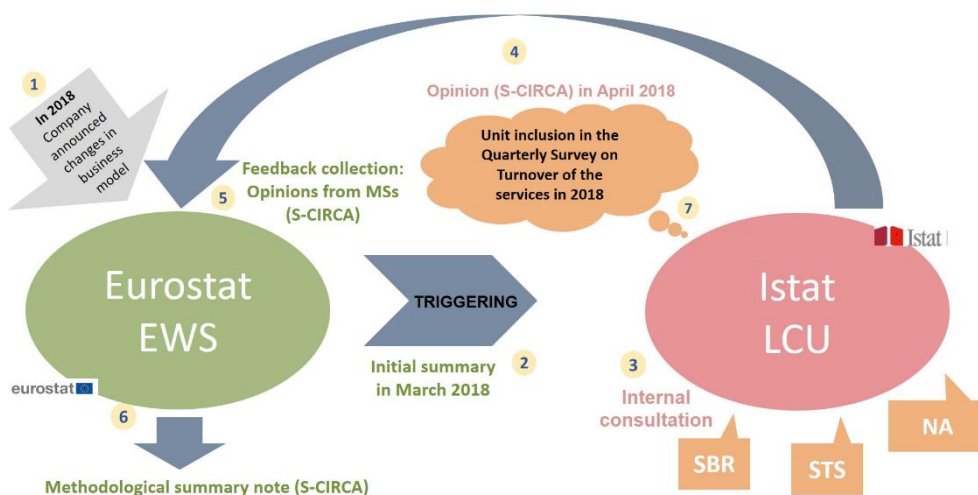 1
In 2018
Company
announced
changes in
business
model
4
Opinion (S-CIRCA) in April 2018
Unit inclusion in the
Quarterly Survey on
Turnover of the
services in 2018
7
5
Feedback collection:
Opinions from MSs
(S-CIRCA)
Eurostat
EWS
eurostat
TRIGGERING
Initial summary
in March 2018
2
Istat
Istat
LCU
3
Internal
consultation
SBR
STS
NA
6
Methodological summary note (S-CIRCA)